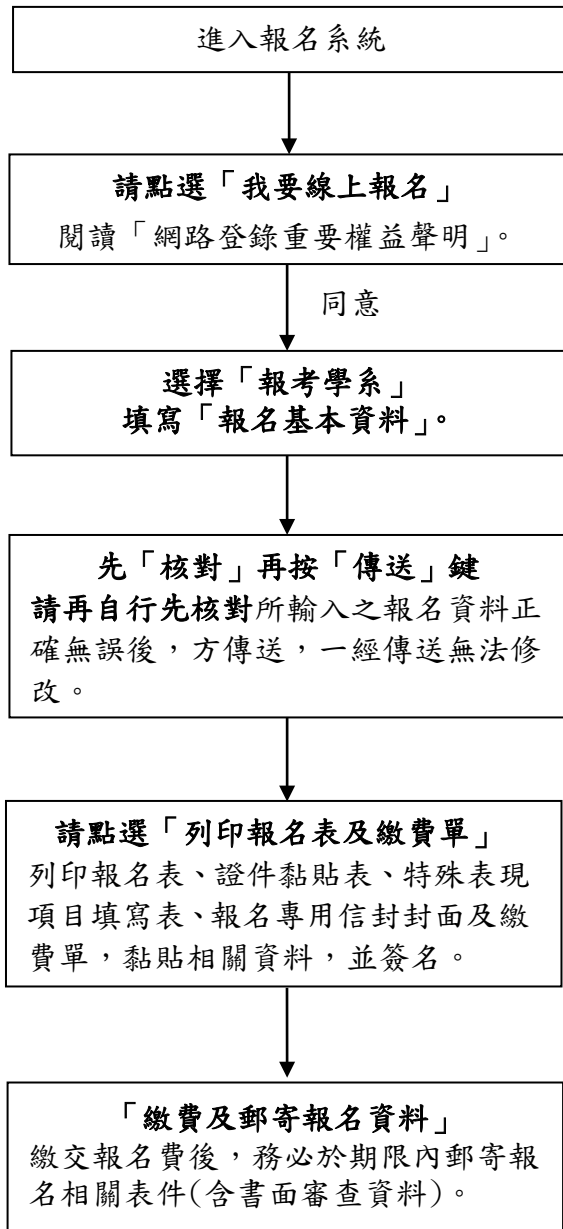 進入報名系統
請點選「我要線上報名」
閱讀「網路登錄重要權益聲明」。
同意
選擇「報考學系」
填寫「報名基本資料」。
先「核對」再按「傳送」鍵
請再自行先核對所輸入之報名資料正
確無誤後，方傳送，一經傳送無法修
改。
請點選「列印報名表及繳費單」
列印報名表、證件黏貼表、特殊表現
項目填寫表、報名專用信封封面及繳
費單，黏貼相關資料，並簽名。
「繳費及郵寄報名資料」
繳交報名費後，務必於期限內郵寄報
名相關表件(含書面審查資料)。